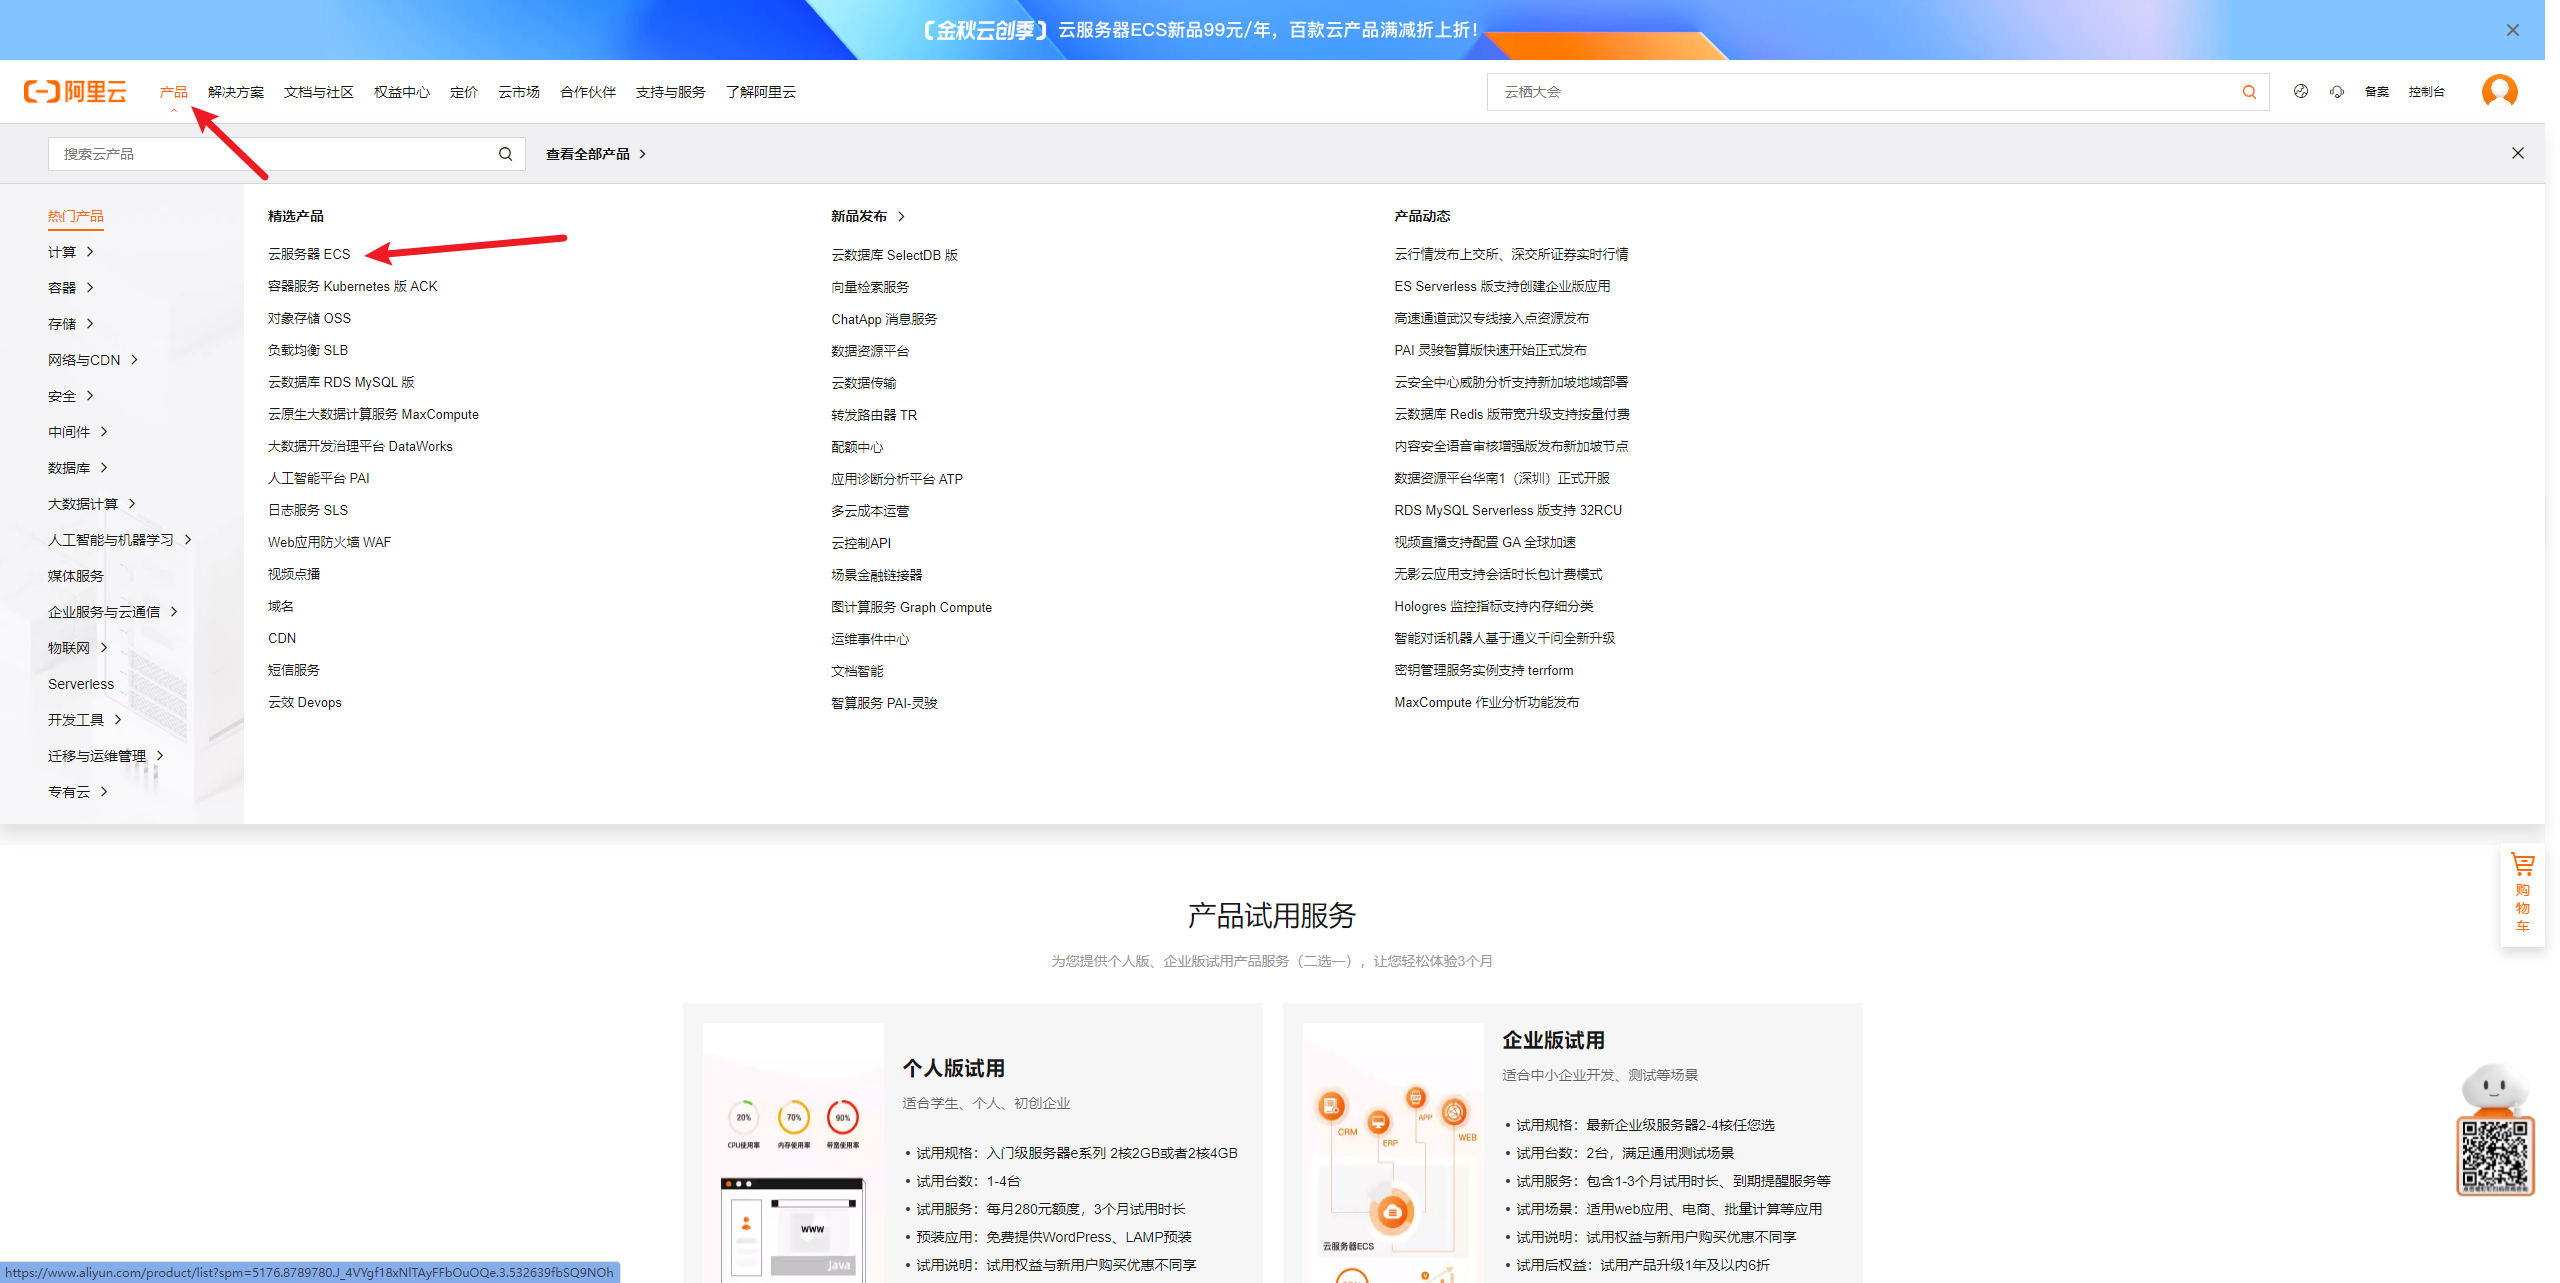 【金秋云创季】 云服务器ECS新品99元/年，百款云产品满减折上折！
阿里云 产品 解决方案 文档与社区 权益中心 定价 云市场 合作伙伴 支持与服务 了解阿里云 云栖大会 备案 控制台
搜索云产品 查看全部产品
热门产品
计算
容器
存储
网络与CDN
安全
中间件
数据库
大数据计算
人工智能与机器学习
媒体服务
企业服务与云通信
物联网
Serverless
开发工具
迁移与运维管理
专有云
精选产品
云服务器 ECS
容器服务 Kubernetes 版 ACK
对象存储 OSS
负载均衡 SLB
云数据库 RDS MySQL 版
云原生大数据计算服务 MaxCompute
大数据开发治理平台 DataWorks
人工智能平台 PAI
日志服务 SLS
Web应用防火墙 WAF
视频点播
域名
CDN
短信服务
云效 Devops
新品发布
云数据库 SelectDB 版
向量检索服务
ChatApp 消息服务
数据资源平台
云数据传输
转发路由器 TR
配额中心
应用诊断分析平台 ATP
多云成本运营
云控制API
场景金融链接器
图计算服务 Graph Compute
运维事件中心
文档智能
智算服务 PAI-灵骏
产品动态
云行情发布上交所、深交所证券实时行情
ES Serverless 版支持创建企业版应用
高速通道武汉专线接入点资源发布
PAI 灵骏智算版快速开始正式发布
云安全中心威胁分析支持新加坡地域部署
云数据库 Redis 版带宽升级支持按量付费
内容安全语音审核增强版发布新加坡节点
数据资源平台华南1（深圳）正式开服
RDS MySQL Serverless 版支持 32RCU
视频直播支持配置 GA 全球加速
无影云应用支持会话时长包计费模式
Hologres 监控指标支持内存细分类
智能对话机器人基于通义千问全新升级
密钥管理服务实例支持 terrform
MaxCompute 作业分析功能发布
购
物
车
产品试用服务
为您提供个人版、企业版试用产品服务（二选一），让您轻松体验3个月
20% 70% 90%
CPU使用率 内存使用率 带宽使用率
WWW
Java
个人版试用
适合学生、个人、初创企业
• 试用规格：入门级服务器e系列 2核2GB或者2核4GB
• 试用台数：1-4台
• 试用服务：每月280元额度，3个月试用时长
• 预装应用：免费提供WordPress、LAMP预装
• 试用说明：试用权益与新用户购买优惠不同享
CRM
ERP
APP
WEB
云服务器ECS
企业版试用
适合中小企业开发、测试等场景
• 试用规格：最新企业级服务器2-4核任您选
• 试用台数：2台，满足通用测试场景
• 试用服务：包含1-3个月试用时长、到期提醒服务等
• 试用场景：适用web应用、电商、批量计算等应用
• 试用说明：试用权益与新用户购买优惠不同享
• 试用后权益：试用产品升级1年及以内6折
https://www.aliyun.com/product/list?spm=5176.8789780.J_4VYgf18xNlTAyFFbOuOQe.3.532639fbSQ9NOh